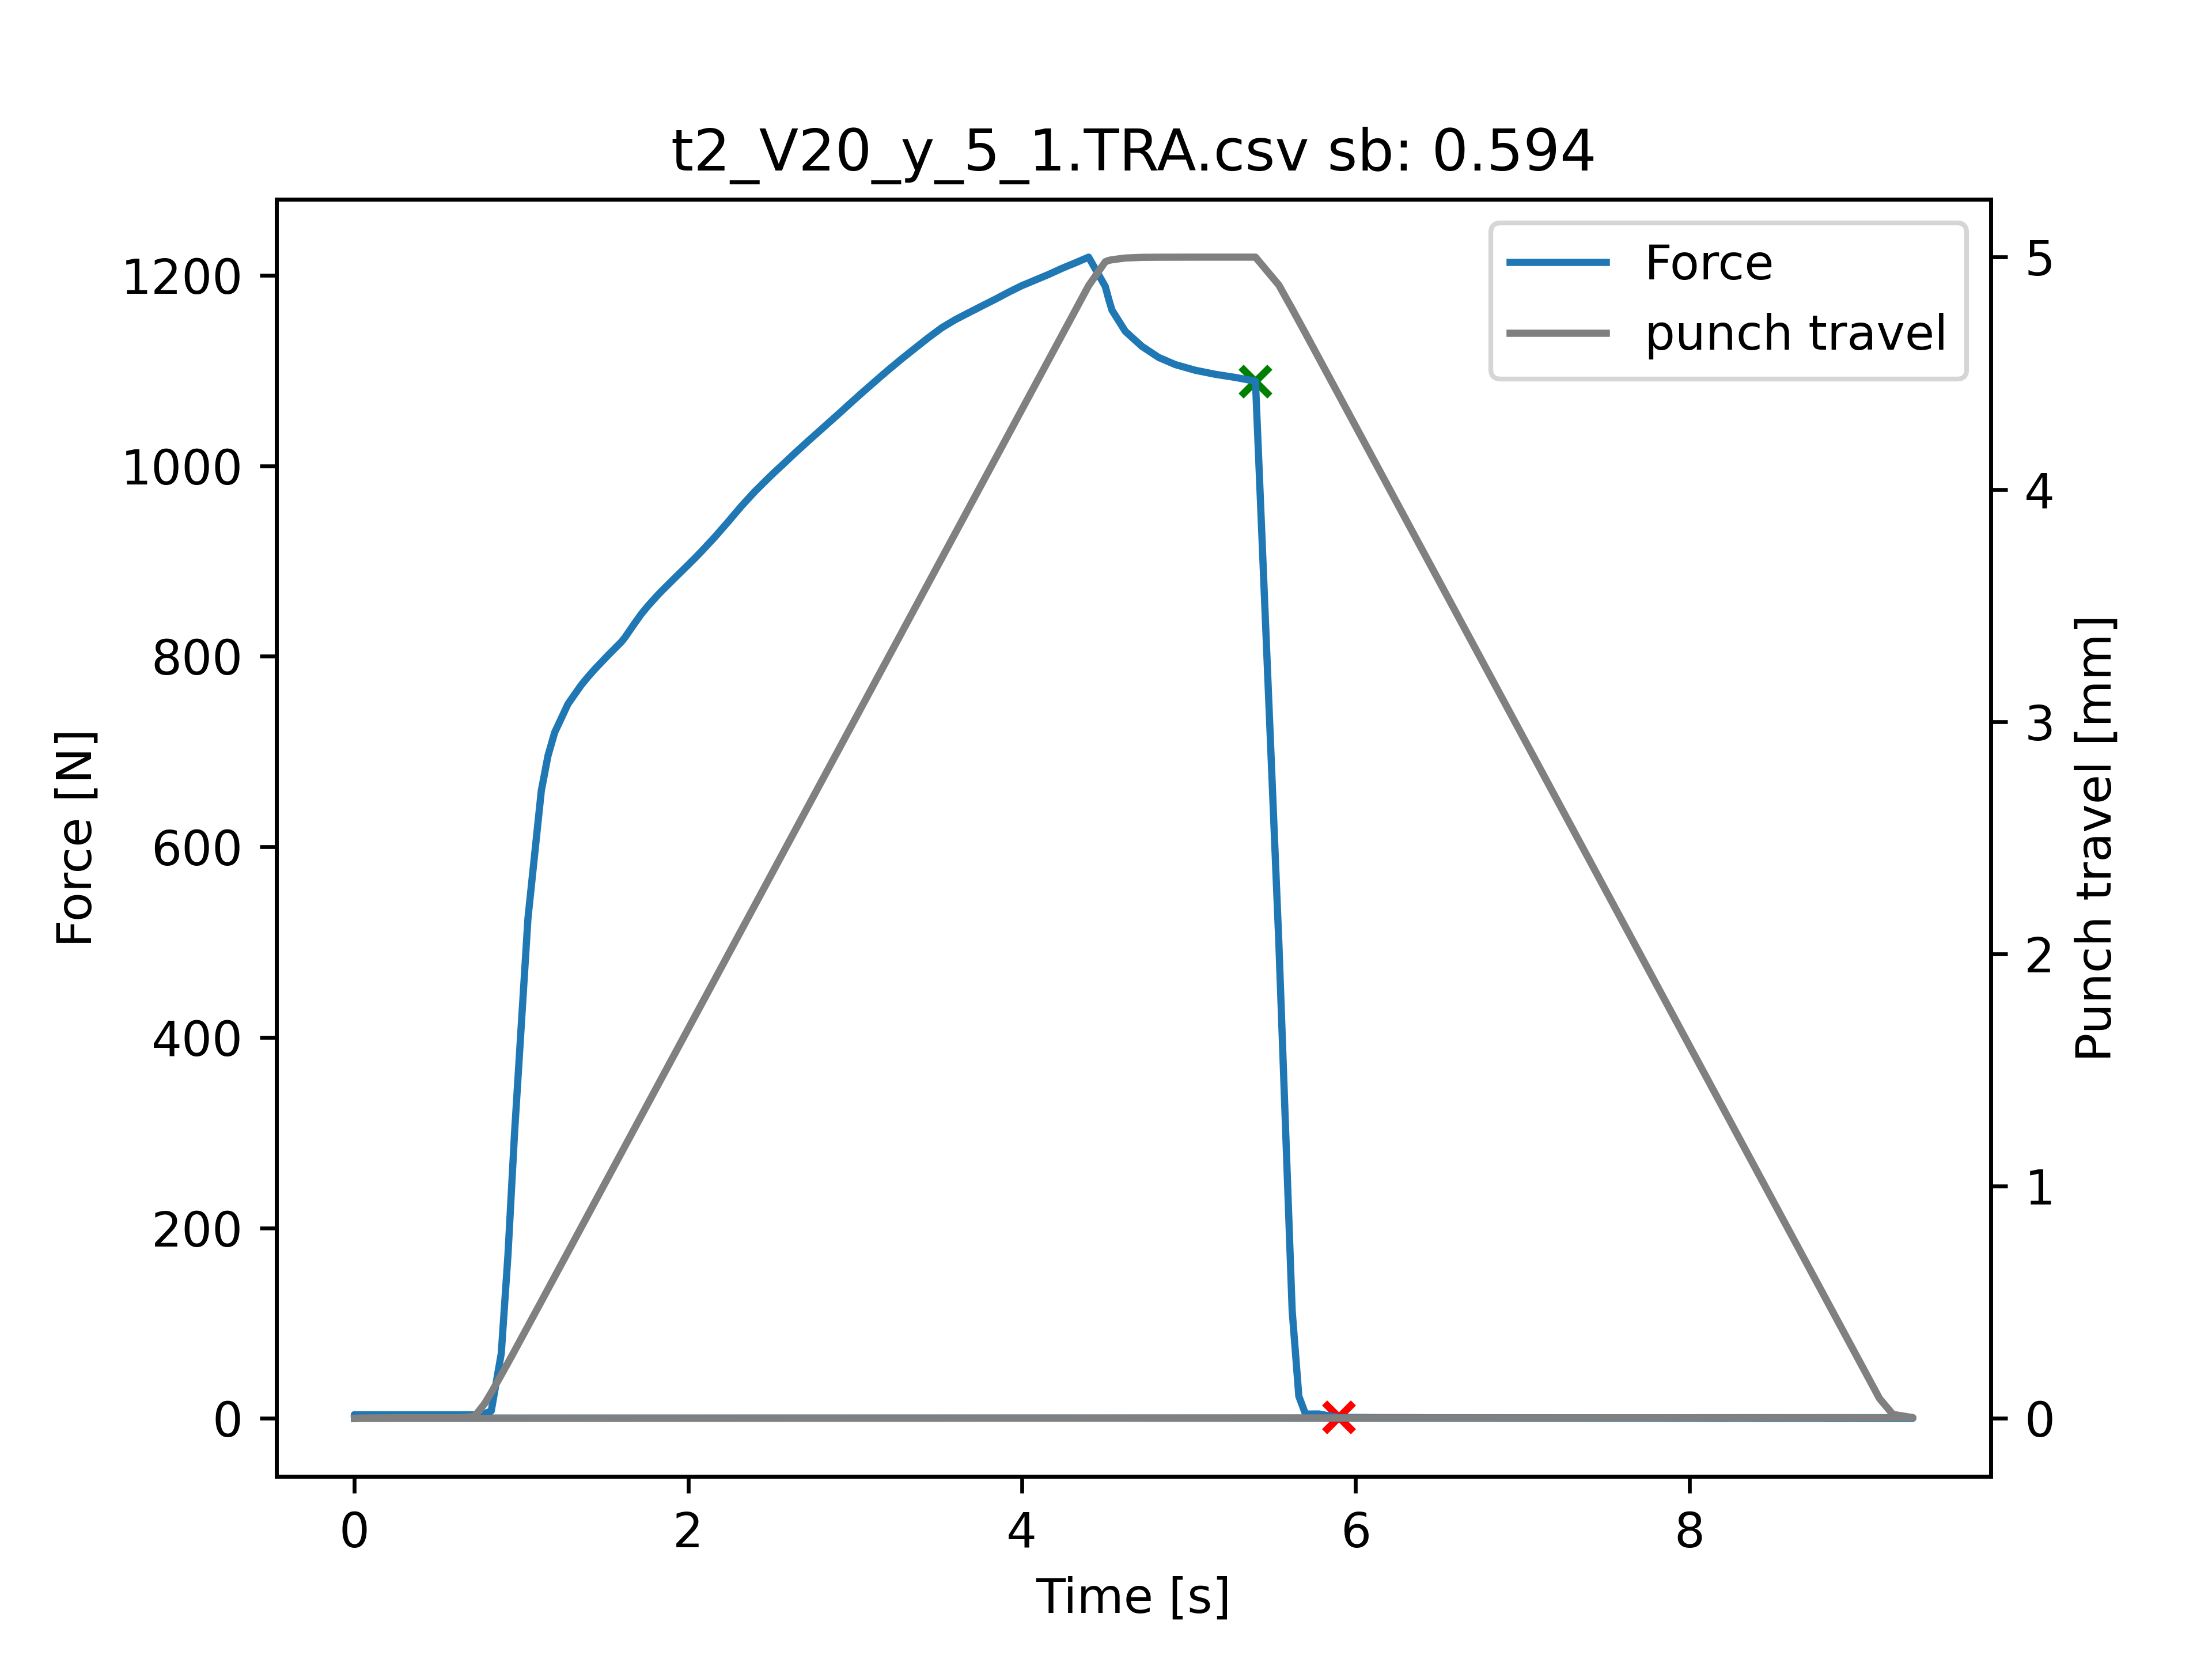 t2_V20_y_5_1.TRA.csv sb: 0.594
Force
punch travel
Force [N]
1200
1000
800
600
400
200
0
Punch travel [mm]
5
4
3
2
1
0
0 2 4 6 8
Time [s]